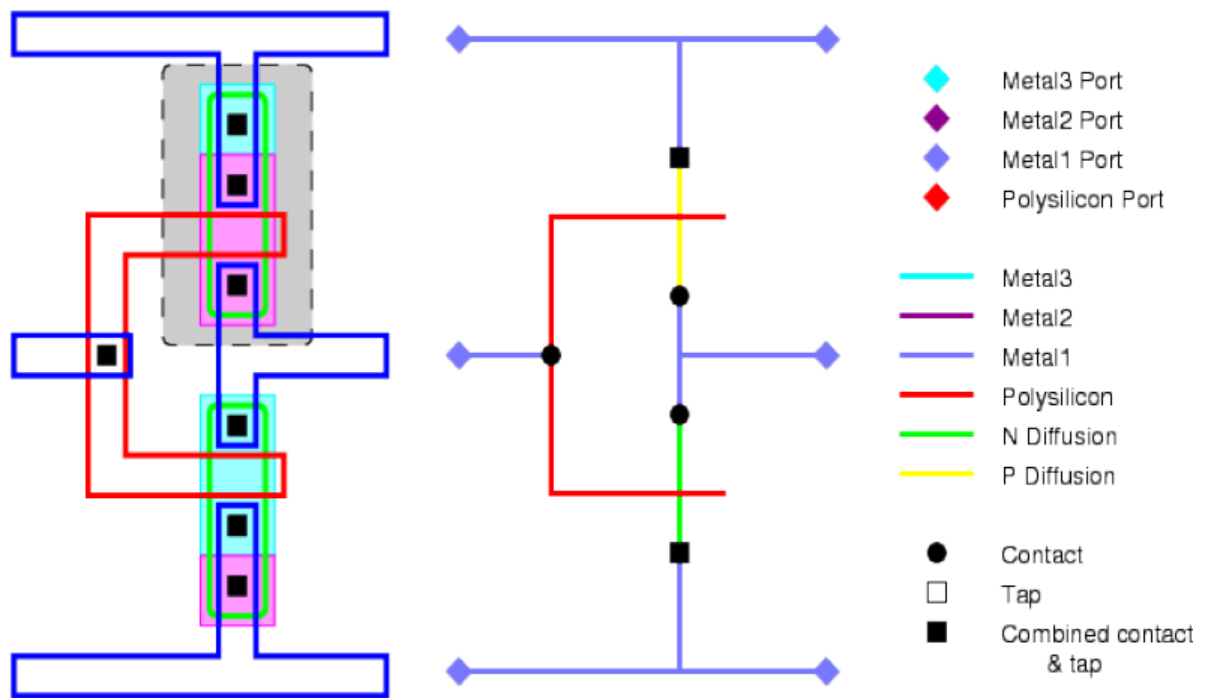 Metal3 Port
Metal2 Port
Metal1 Port
Polysilicon Port
Metal3
Metal2
Metal1
Polysilicon
N Diffusion
P Diffusion
Contact
Tap
Combined contact
& tap